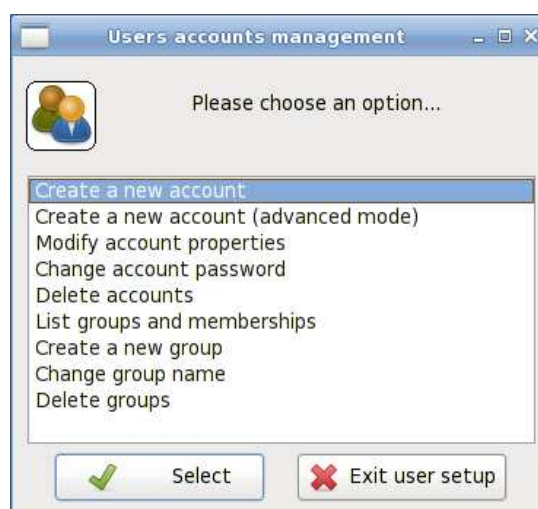 Users accounts management
Please choose an option...
Create a new account
Create a new account (advanced mode)
Modify account properties
Change account password
Delete accounts
List groups and memberships
Create a new group
Change group name
Delete groups
Select
Exit user setup